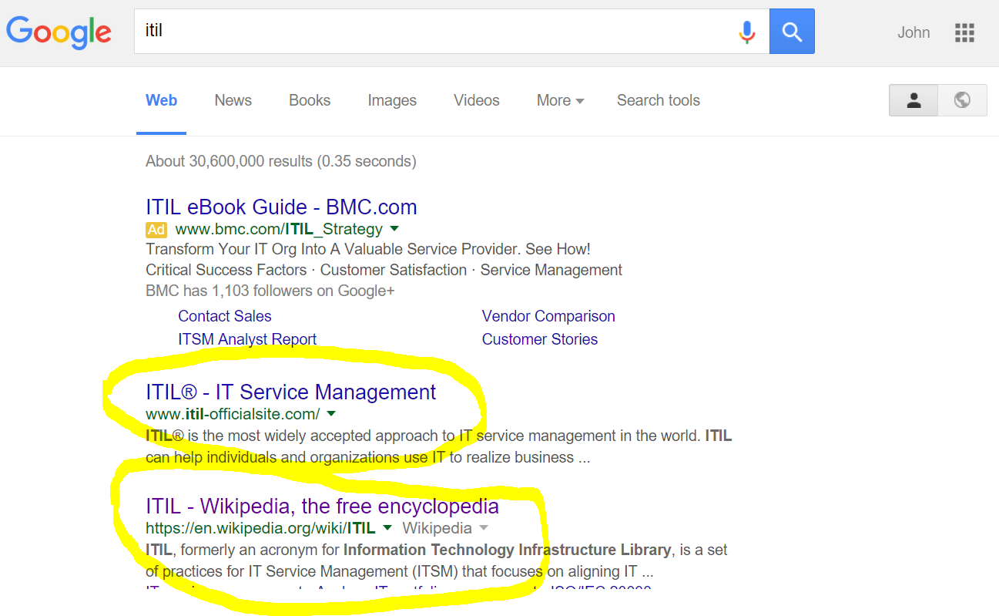 Google
itil
John
Web News Books Images Videos More Search tools
About 30,600,000 results (0.35 seconds)
ITIL eBook Guide - BMC.com
Ad www.bmc.com/ITIL_Strategy
Transform Your IT Org Into A Valuable Service Provider. See How!
Critical Success Factors · Customer Satisfaction · Service Management
BMC has 1,103 followers on Google+
Contact Sales Vendor Comparison
ITSM Analyst Report Customer Stories
ITIL® - IT Service Management
www.itil-officialsite.com/
ITIL® is the most widely accepted approach to IT service management in the world. ITIL
can help individuals and organizations use IT to realize business ...
ITIL - Wikipedia, the free encyclopedia
https://en.wikipedia.org/wiki/ITIL Wikipedia
ITIL, formerly an acronym for Information Technology Infrastructure Library, is a set
of practices for IT Service Management (ITSM) that focuses on aligning IT ...